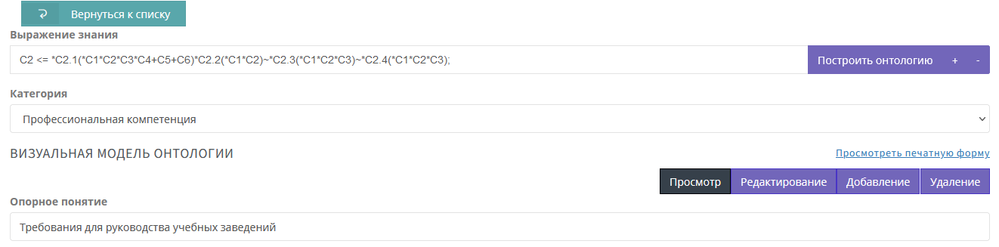 Вернуться к списку
Выражение знания
C2 <= *C2.1(*C1*C2*C3*C4+C5+C6)*C2.2(*C1*C2)~*C2.3(*C1*C2*C3)~*C2.4(*C1*C2*C3);
Построить онтологию + -
Категория
Профессиональная компетенция
ВИЗУАЛЬНАЯ МОДЕЛЬ ОНТОЛОГИИ
Просмотреть печатную форму
Просмотр Редактирование Добавление Удаление
Опорное понятие
Требования для руководства учебных заведений